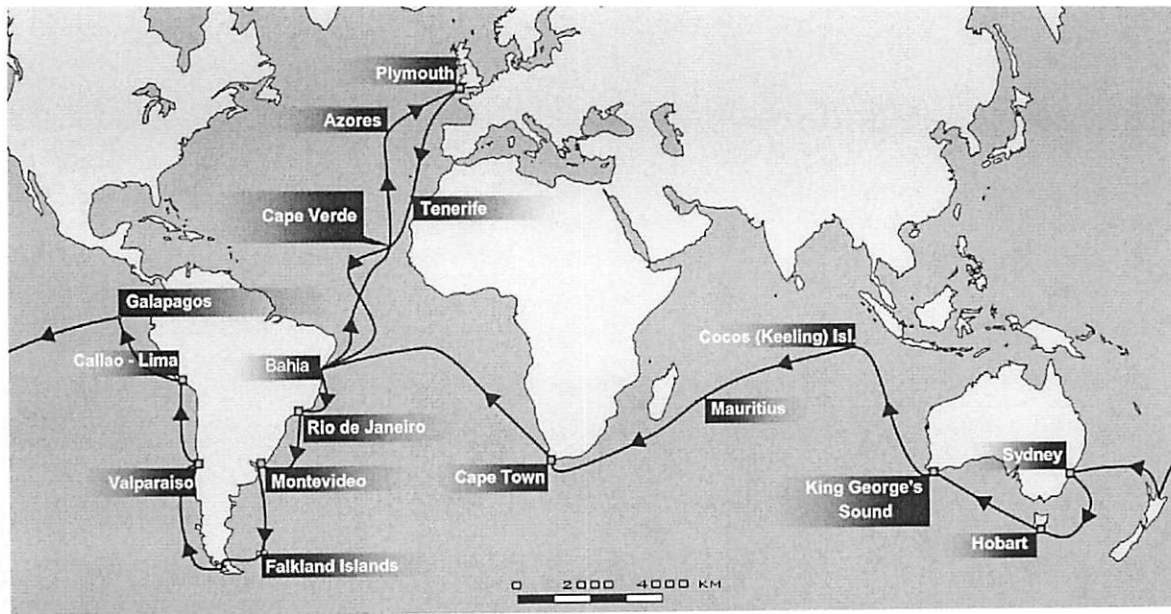 Plymouth
Azores
Cape Verde
Tenerife
Galapagos
Callao - Lima
Bahia
Cocos (Keeling) Isl.
Mauritius
Rio de Janeiro
Valparaiso
Montevideo
Cape Town
Sydney
King George's
Sound
Hobart
Falkland Islands
0 2000 4000 KM